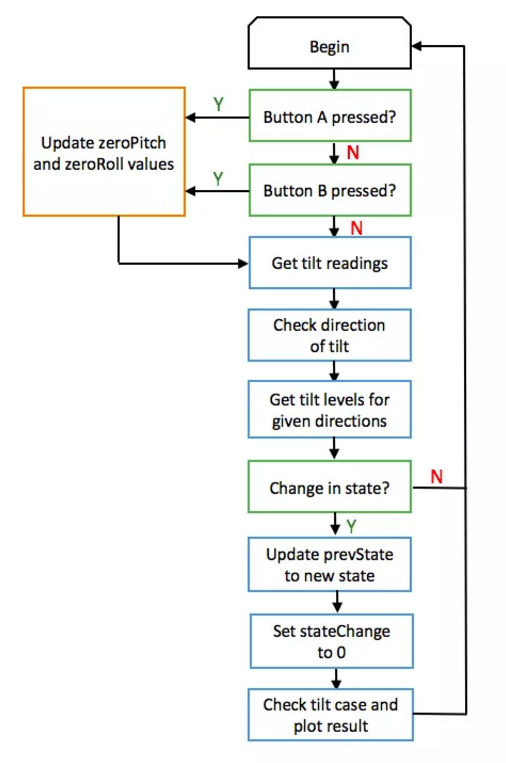 Begin
Y
Button A pressed?
Update zeroPitch
and zeroRoll values
N
Y
Button B pressed?
N
Get tilt readings
Check direction
of tilt
Get tilt levels for
given directions
Change in state?
N
Y
Update prevState
to new state
Set stateChange
to 0
Check tilt case and
plot result